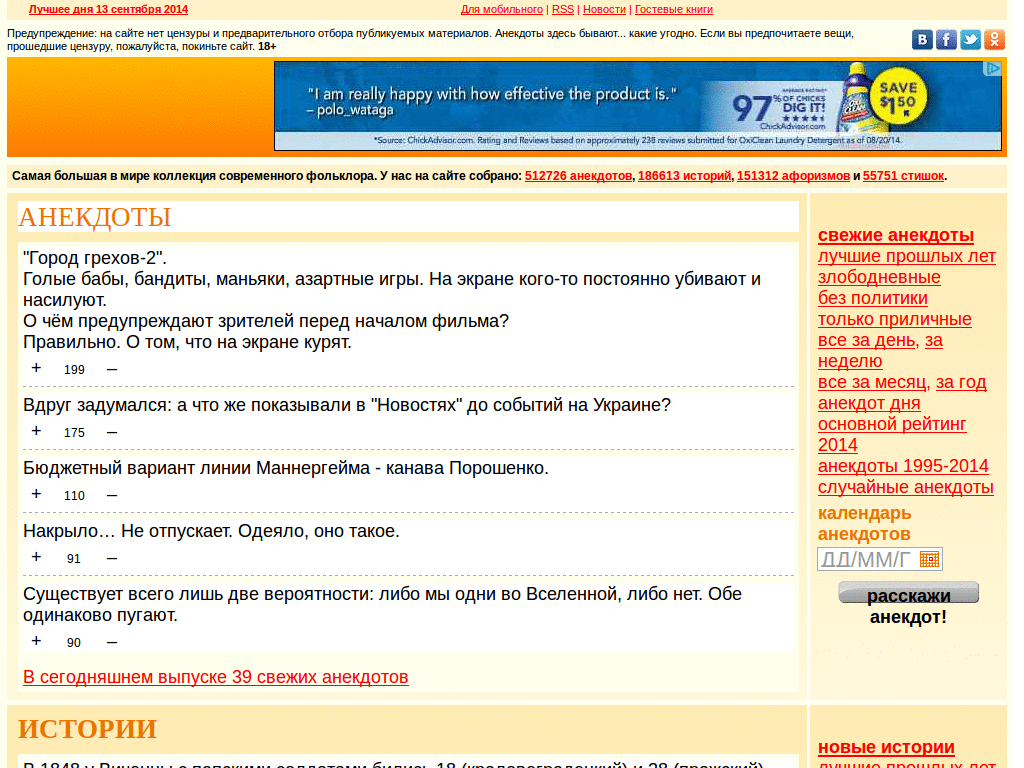 Лучшее дня 13 сентября 2014
Для мобильного | RSS | Новости | Гостевые книги
Предупреждение: на сайте нет цензуры и предварительного отбора публикуемых материалов. Анекдоты здесь бывают... какие угодно. Если вы предпочитаете вещи,
прошедшие цензуру, пожалуйста, покиньте сайт. 18+
"I am really happy with how effective the product is."
– polo_wataga
AVERAGE RATING*
97% OF CHICKS
DIG IT!
ChickAdvisor.com
SAVE
$1.50
*Source: ChickAdvisor.com. Rating and Reviews based on approximately 238 reviews submitted for OxiClean Laundry Detergent as of 08/20/14.
Самая большая в мире коллекция современного фольклора. У нас на сайте собрано: 512726 анекдотов, 186613 историй, 151312 афоризмов и 55751 стишок.
АНЕКДОТЫ
"Город грехов-2".
Голые бабы, бандиты, маньяки, азартные игры. На экране кого-то постоянно убивают и
насилуют.
О чём предупреждают зрителей перед началом фильма?
Правильно. О том, что на экране курят.
+ 199 –
Вдруг задумался: а что же показывали в "Новостях" до событий на Украине?
+ 175 –
Бюджетный вариант линии Маннергейма - канава Порошенко.
+ 110 –
Накрыло… Не отпускает. Одеяло, оно такое.
+ 91 –
Существует всего лишь две вероятности: либо мы одни во Вселенной, либо нет. Обе
одинаково пугают.
+ 90 –
В сегодняшнем выпуске 39 свежих анекдотов
свежие анекдоты
лучшие прошлых лет
злободневные
без политики
только приличные
все за день, за
неделю
все за месяц, за год
анекдот дня
основной рейтинг
2014
анекдоты 1995-2014
случайные анекдоты
календарь
анекдотов
ДД/ММ/Г
расскажи
анекдот!
ИСТОРИИ
новые истории
лучшие прошлых лет